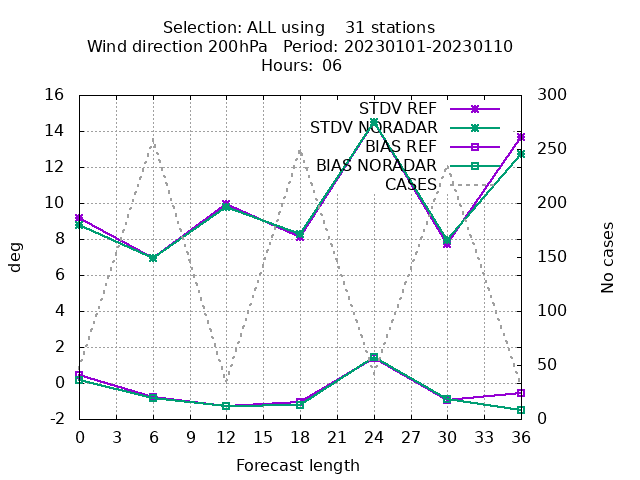 Selection: ALL using    31 stations
Wind direction 200hPa   Period: 20230101-20230110
Hours:  06
STDV REF
STDV NORADAR
BIAS REF
BIAS NORADAR
CASES
16
14
12
10
8
6
4
2
0
-2
deg
300
250
200
150
100
50
0
No cases
0 3 6 9 12 15 18 21 24 27 30 33 36
Forecast length